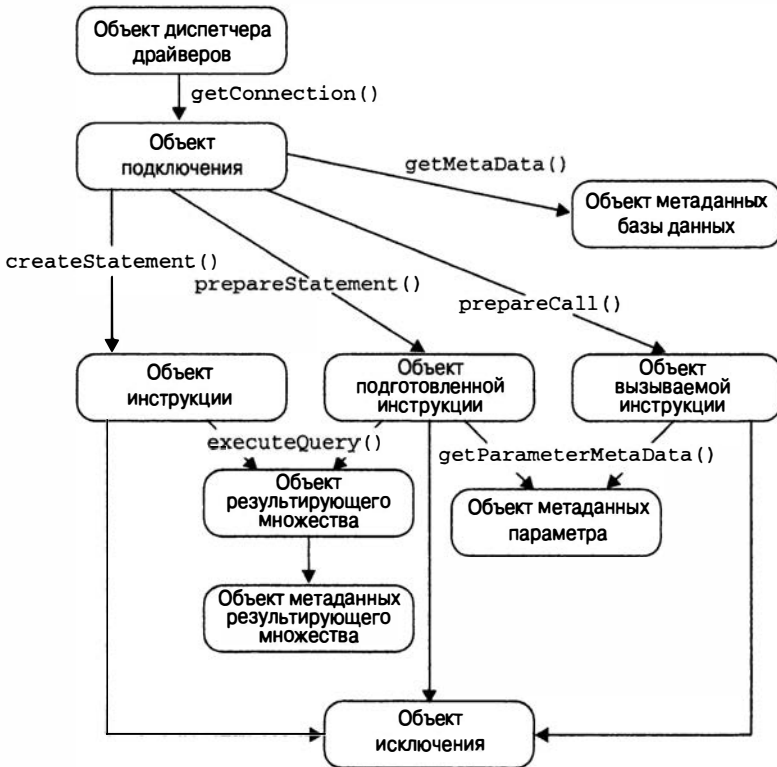 Объект диспетчера
драйверов
getConnection()
Объект
подключения
getMetaData()
Объект метаданных
базы данных
createStatement()
prepareStatement()
prepareCall()
Объект
инструкции
Объект
подготовленной
инструкции
Объект
вызываемой
инструкции
executeQuery()
getParameterMetaData()
Объект
результирующего
множества
Объект метаданных
параметра
Объект метаданных
результирующего
множества
Объект
исключения